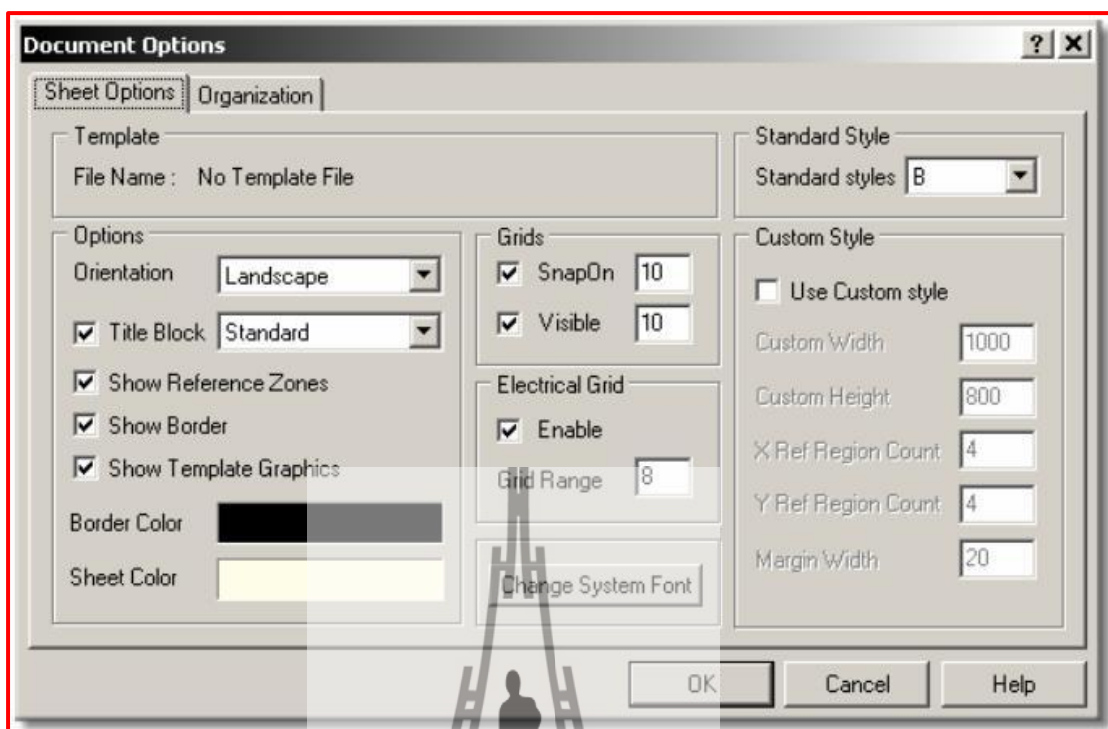 Document Options
Sheet Options Organization
Template
File Name : No Template File
Standard Style
Standard styles B
Options
Orientation Landscape
Title Block Standard
Show Reference Zones
Show Border
Show Template Graphics
Border Color
Sheet Color
Grids
SnapOn 10
Visible 10
Electrical Grid
Enable
Grid Range 8
Change System Font
Custom Style
Use Custom style
Custom Width 1000
Custom Height 800
X Ref Region Count 4
Y Ref Region Count 4
Margin Width 20
OK Cancel Help